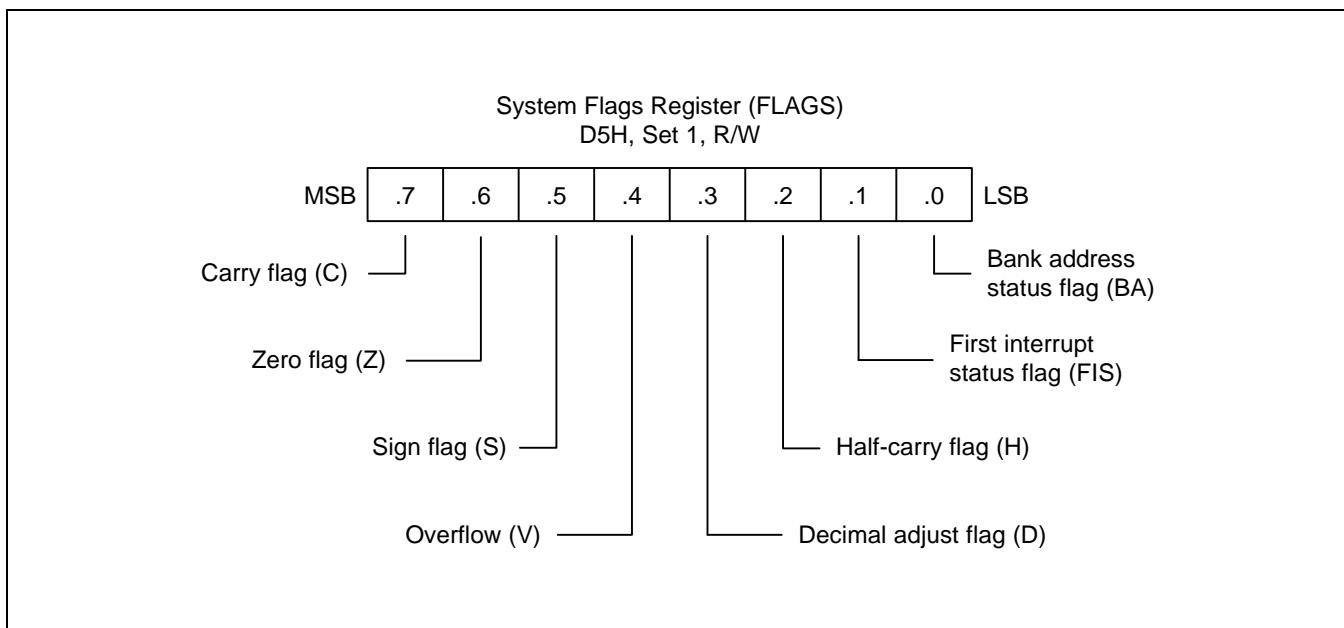 System Flags Register (FLAGS)
D5H, Set 1, R/W
MSB .7 .6 .5 .4 .3 .2 .1 .0 LSB
Carry flag (C)
Bank address
status flag (BA)
Zero flag (Z)
First interrupt
status flag (FIS)
Sign flag (S)
Half-carry flag (H)
Overflow (V)
Decimal adjust flag (D)